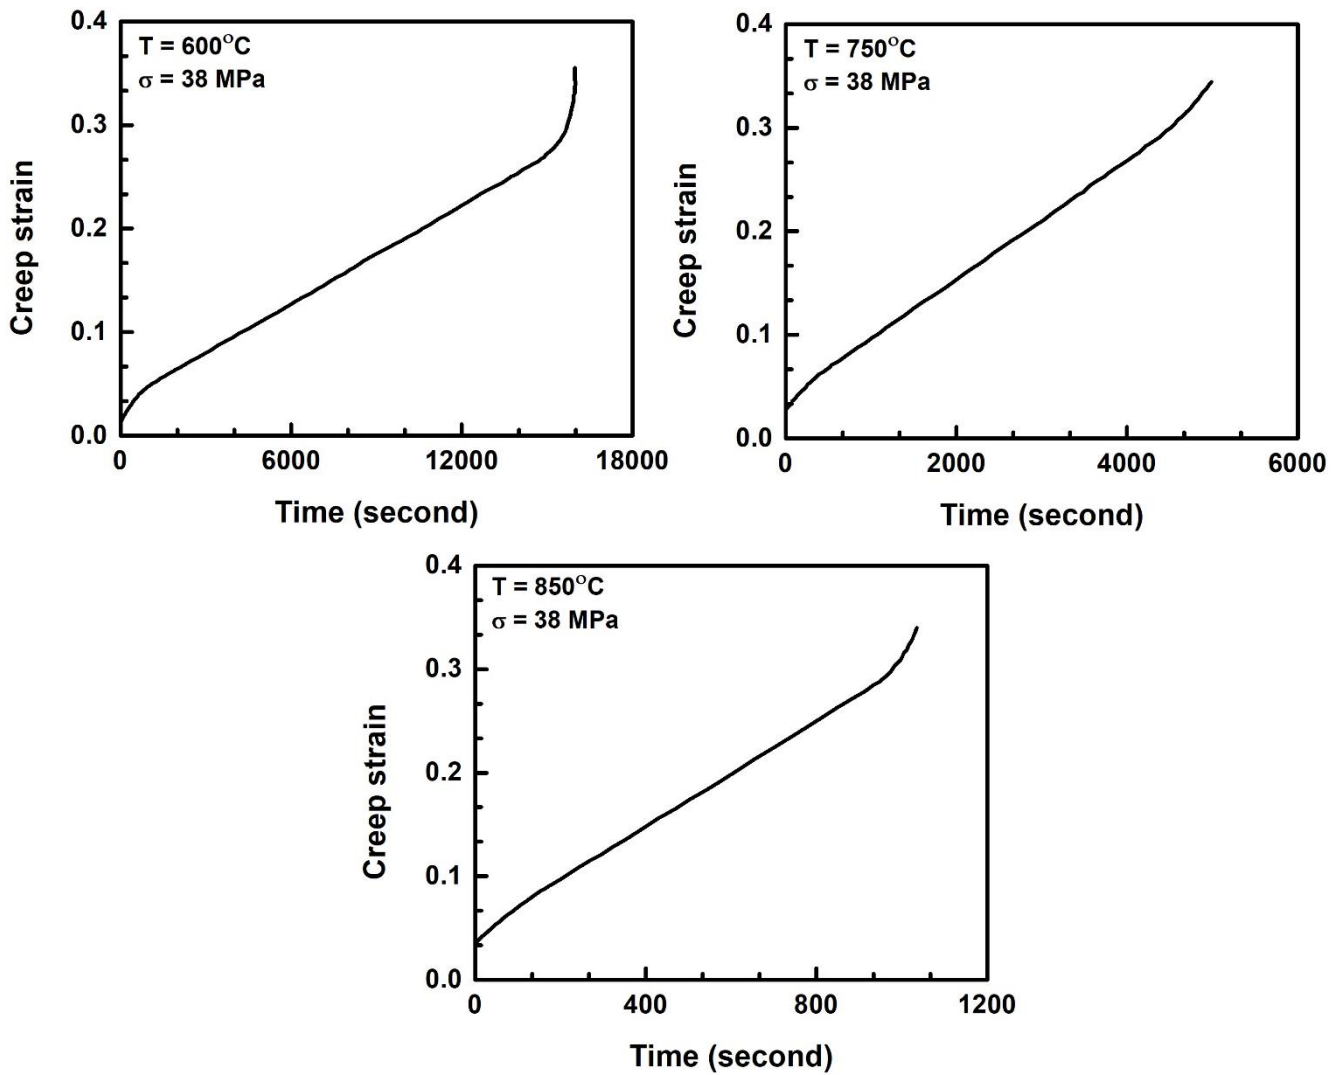 T = 600°C
σ = 38 MPa
0.4
0.3
0.2
0.1
0.0
Creep strain
0 6000 12000 18000
Time (second)
T = 750°C
σ = 38 MPa
0.4
0.3
0.2
0.1
0.0
Creep strain
0 2000 4000 6000
Time (second)
T = 850°C
σ = 38 MPa
0.4
0.3
0.2
0.1
0.0
Creep strain
0 400 800 1200
Time (second)